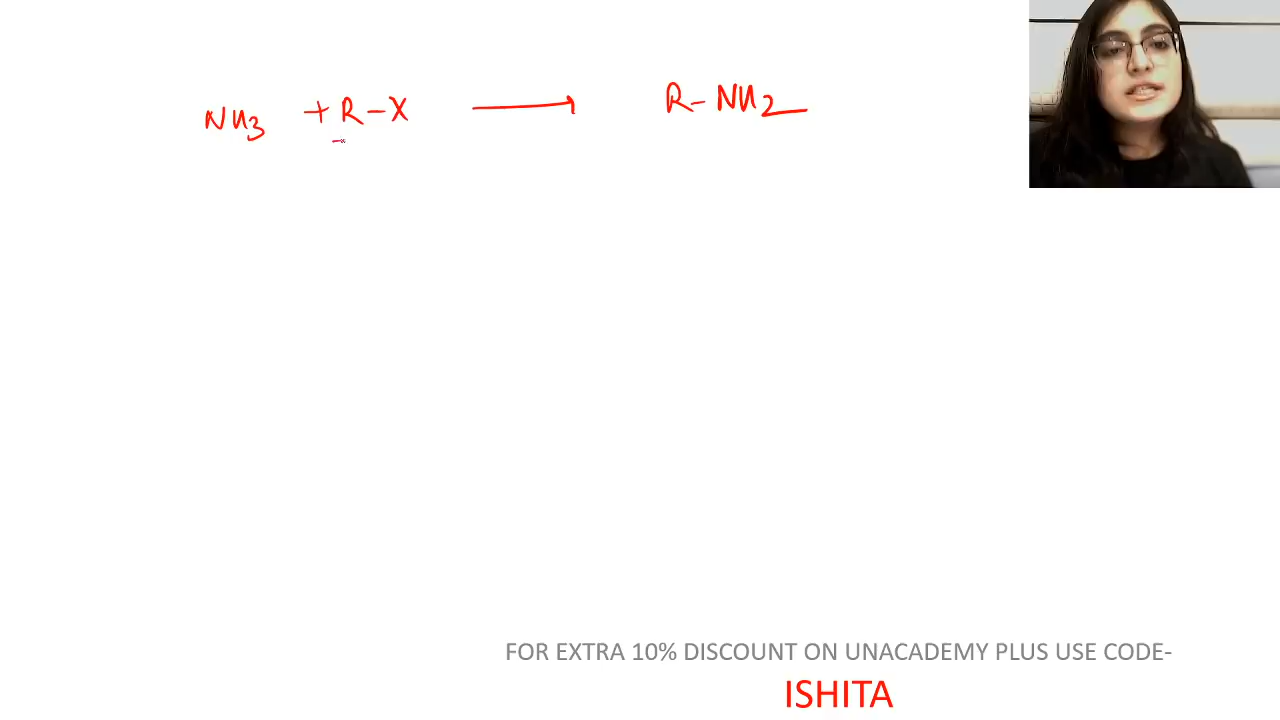 NH3 + R-X ⟶ R-NH2
FOR EXTRA 10% DISCOUNT ON UNACADEMY PLUS USE CODE-
ISHITA